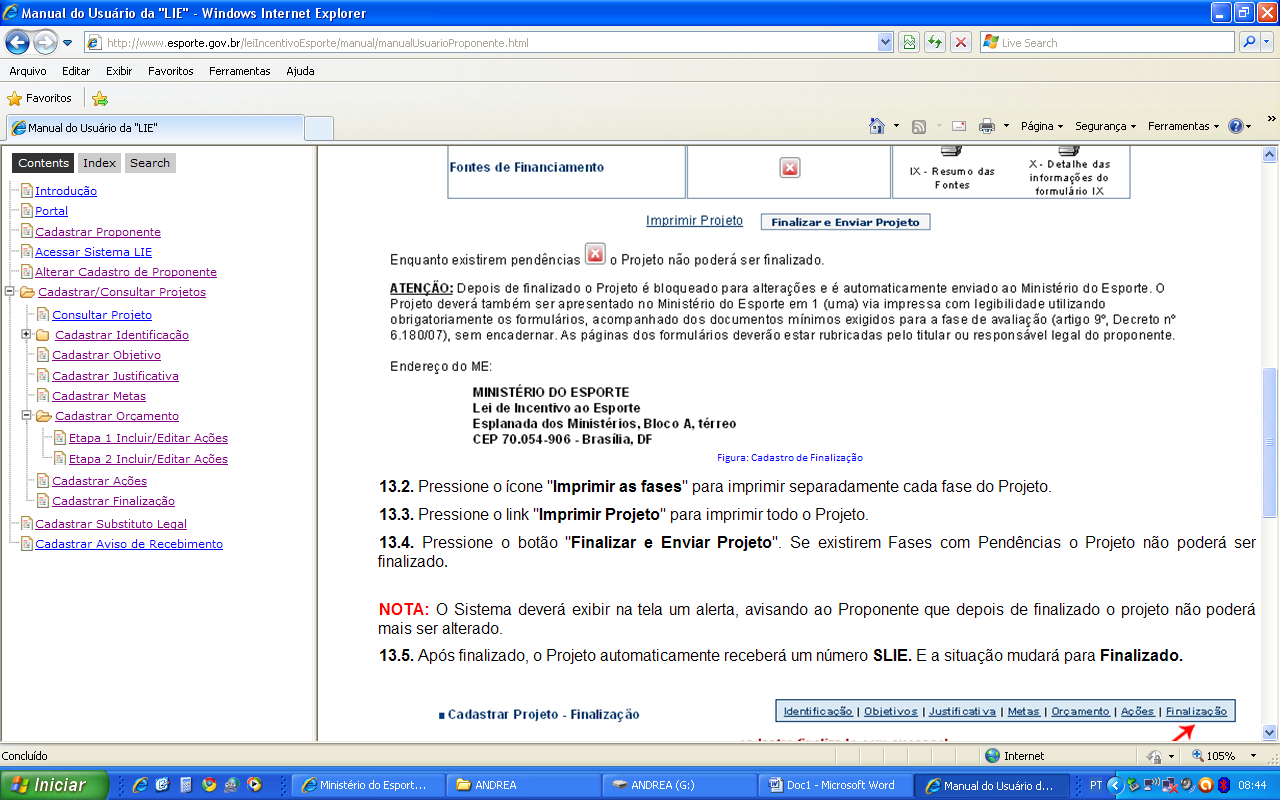 Manual do Usuário da "LIE" - Windows Internet Explorer
http://www.esporte.gov.br/leiIncentivoEsporte/manual/manualUsuarioProponente.html
Live Search
Arquivo Editar Exibir Favoritos Ferramentas Ajuda
Favoritos
Manual do Usuário da "LIE"
Página Segurança Ferramentas
Contents Index Search
Introdução
Portal
Cadastrar Proponente
Acessar Sistema LIE
Alterar Cadastro de Proponente
Cadastrar/Consultar Projetos
Consultar Projeto
Cadastrar Identificação
Cadastrar Objetivo
Cadastrar Justificativa
Cadastrar Metas
Cadastrar Orçamento
Etapa 1 Incluir/Editar Ações
Etapa 2 Incluir/Editar Ações
Cadastrar Ações
Cadastrar Finalização
Cadastrar Substituto Legal
Cadastrar Aviso de Recebimento
Fontes de Financiamento
IX - Resumo das
Fontes
X - Detalhe das
informações do
formulário IX
Imprimir Projeto Finalizar e Enviar Projeto
Enquanto existirem pendências o Projeto não poderá ser finalizado.
ATENÇÃO: Depois de finalizado o Projeto é bloqueado para alterações e é automaticamente enviado ao Ministério do Esporte. O
Projeto deverá também ser apresentado no Ministério do Esporte em 1 (uma) via impressa com legibilidade utilizando
obrigatoriamente os formulários, acompanhado dos documentos mínimos exigidos para a fase de avaliação (artigo 9º, Decreto nº
6.180/07), sem encadernar. As páginas dos formulários deverão estar rubricadas pelo titular ou responsável legal do proponente.
Endereço do ME:
MINISTÉRIO DO ESPORTE
Lei de Incentivo ao Esporte
Esplanada dos Ministérios, Bloco A, térreo
CEP 70.054-906 - Brasília, DF
Figura: Cadastro de Finalização
13.2. Pressione o ícone "Imprimir as fases" para imprimir separadamente cada fase do Projeto.
13.3. Pressione o link "Imprimir Projeto" para imprimir todo o Projeto.
13.4. Pressione o botão "Finalizar e Enviar Projeto". Se existirem Fases com Pendências o Projeto não poderá ser
finalizado.
NOTA: O Sistema deverá exibir na tela um alerta, avisando ao Proponente que depois de finalizado o projeto não poderá
mais ser alterado.
13.5. Após finalizado, o Projeto automaticamente receberá um número SLIE. E a situação mudará para Finalizado.
Cadastrar Projeto - Finalização
Identificação | Objetivos | Justificativa | Metas | Orçamento | Ações | Finalização
Concluído Internet 105%
Iniciar Ministério do Esport... ANDREA ANDREA (G:) Doc1 - Microsoft Word Manual do Usuário d... PT 08:44